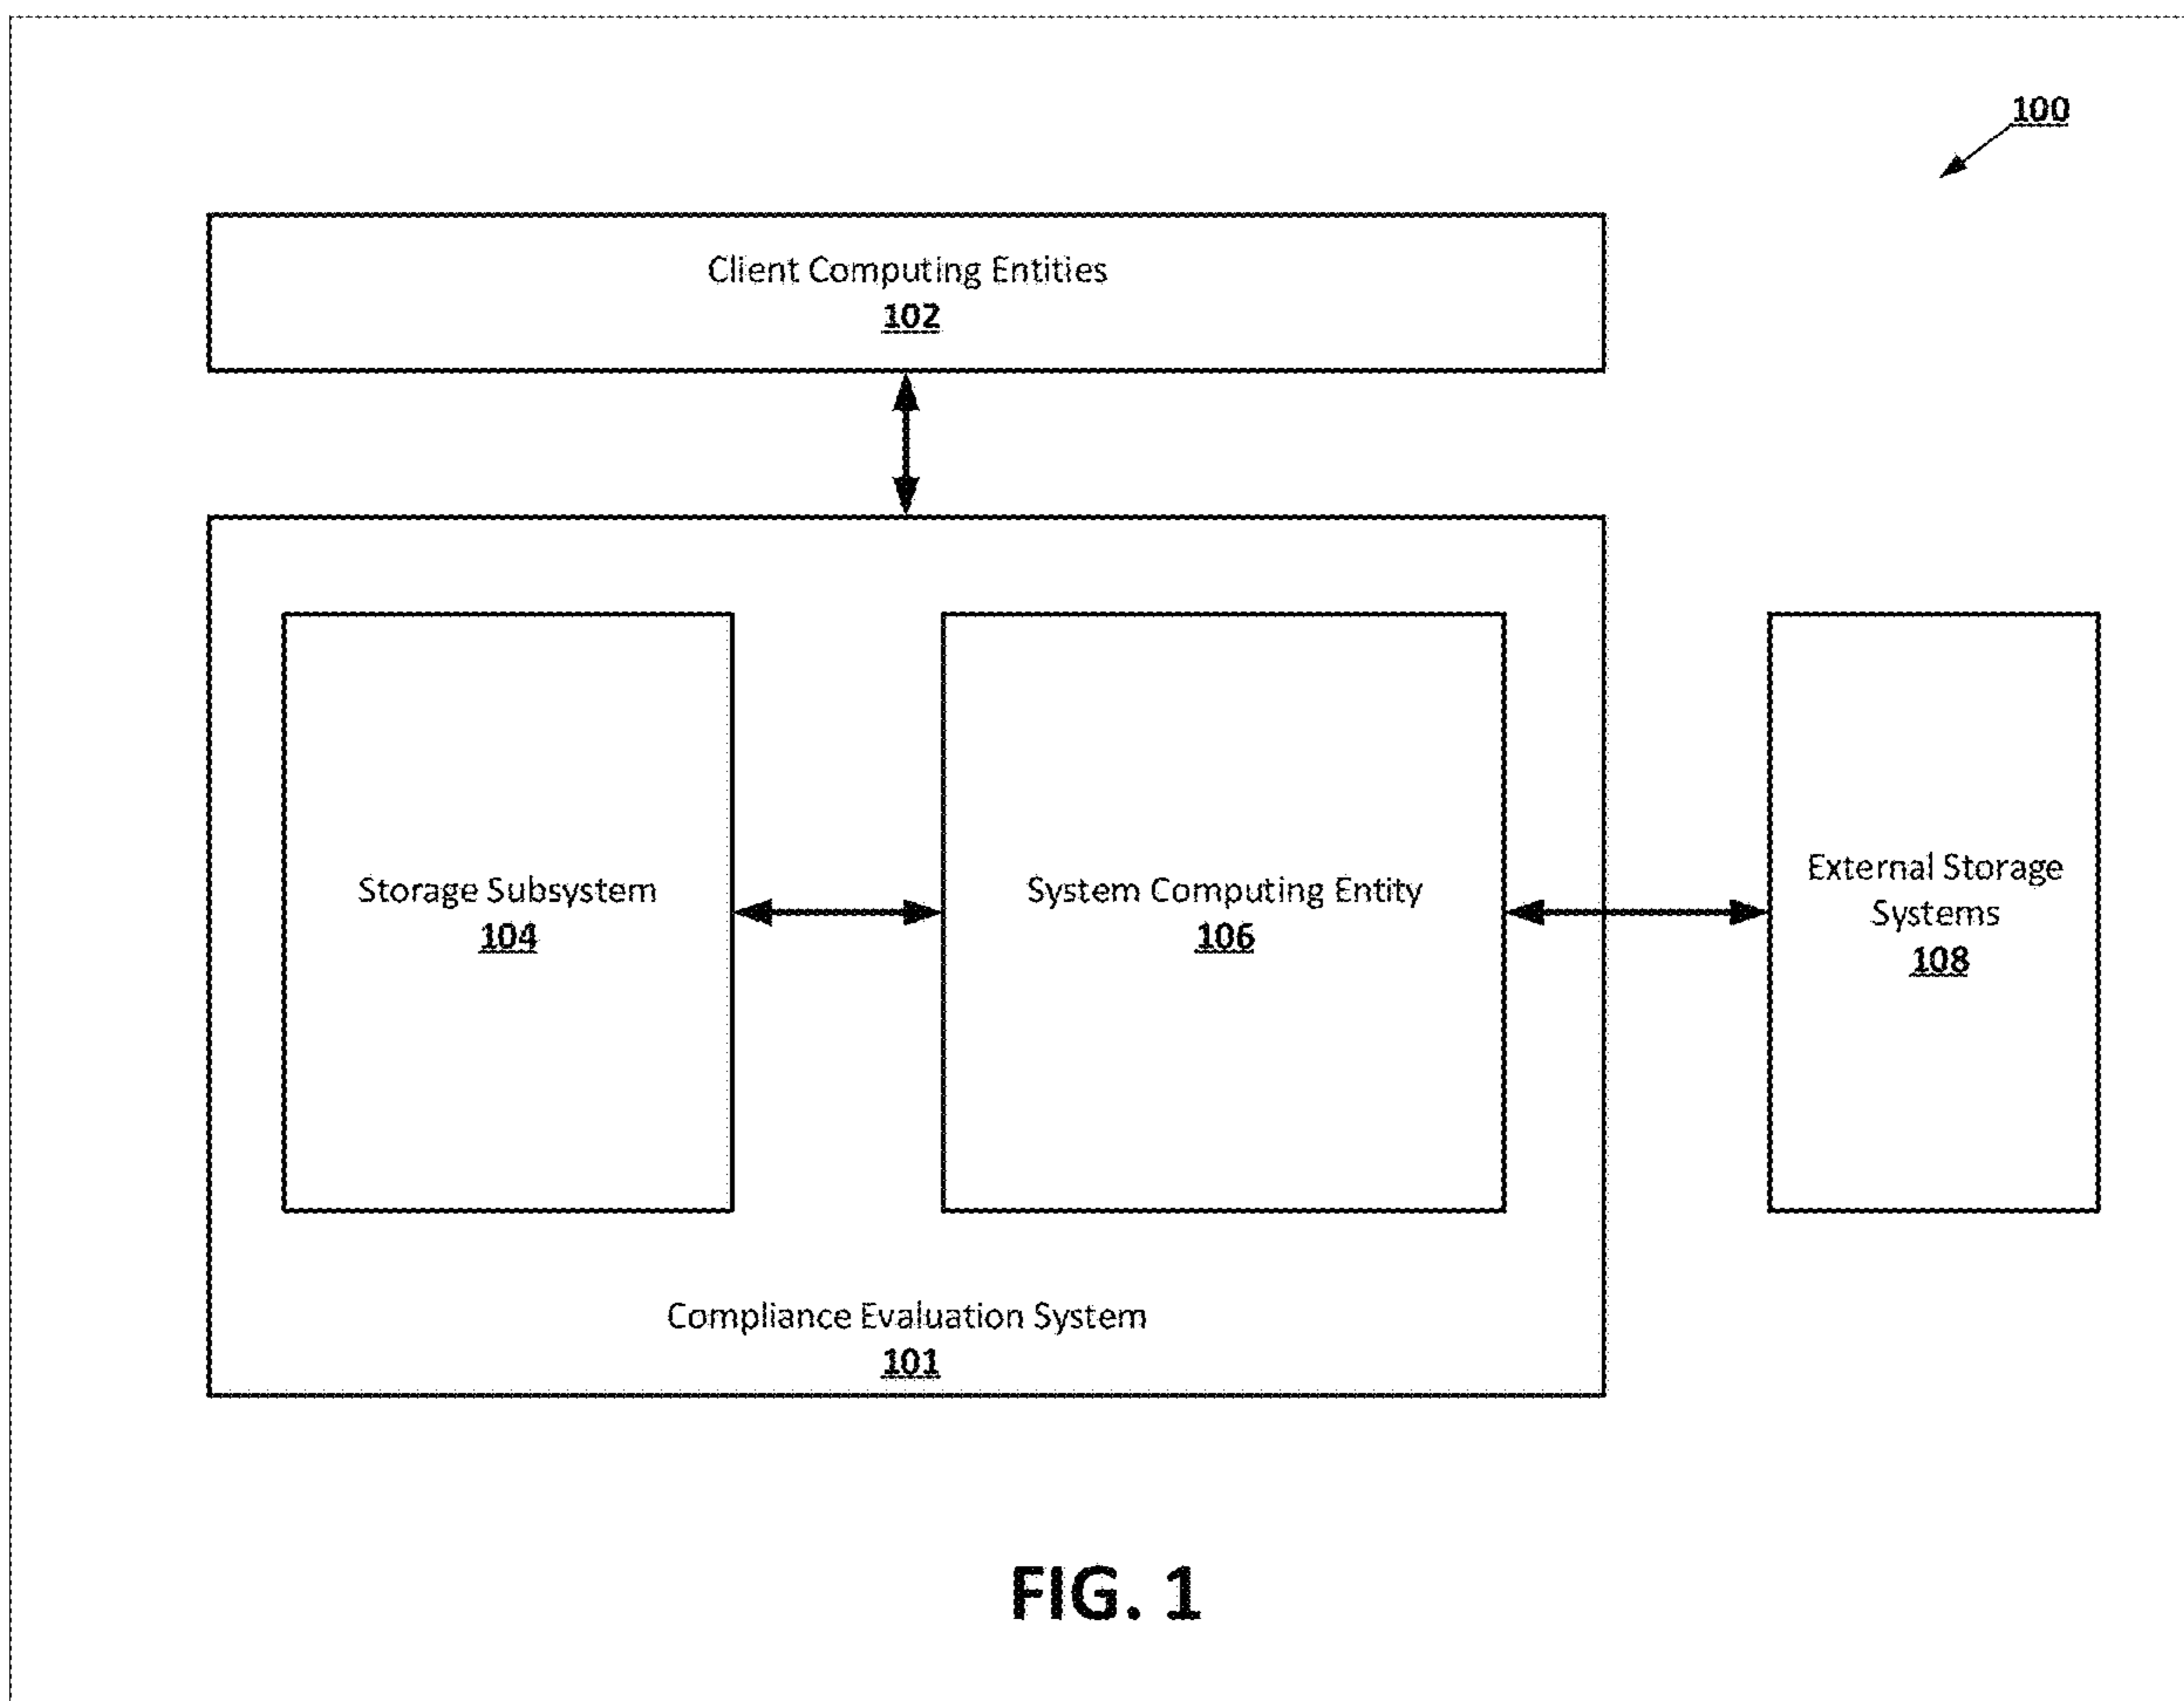 100
Client Computing Entities
102
Storage Subsystem
104
System Computing Entity
106
External Storage
Systems
108
Compliance Evaluation System
101
FIG. 1